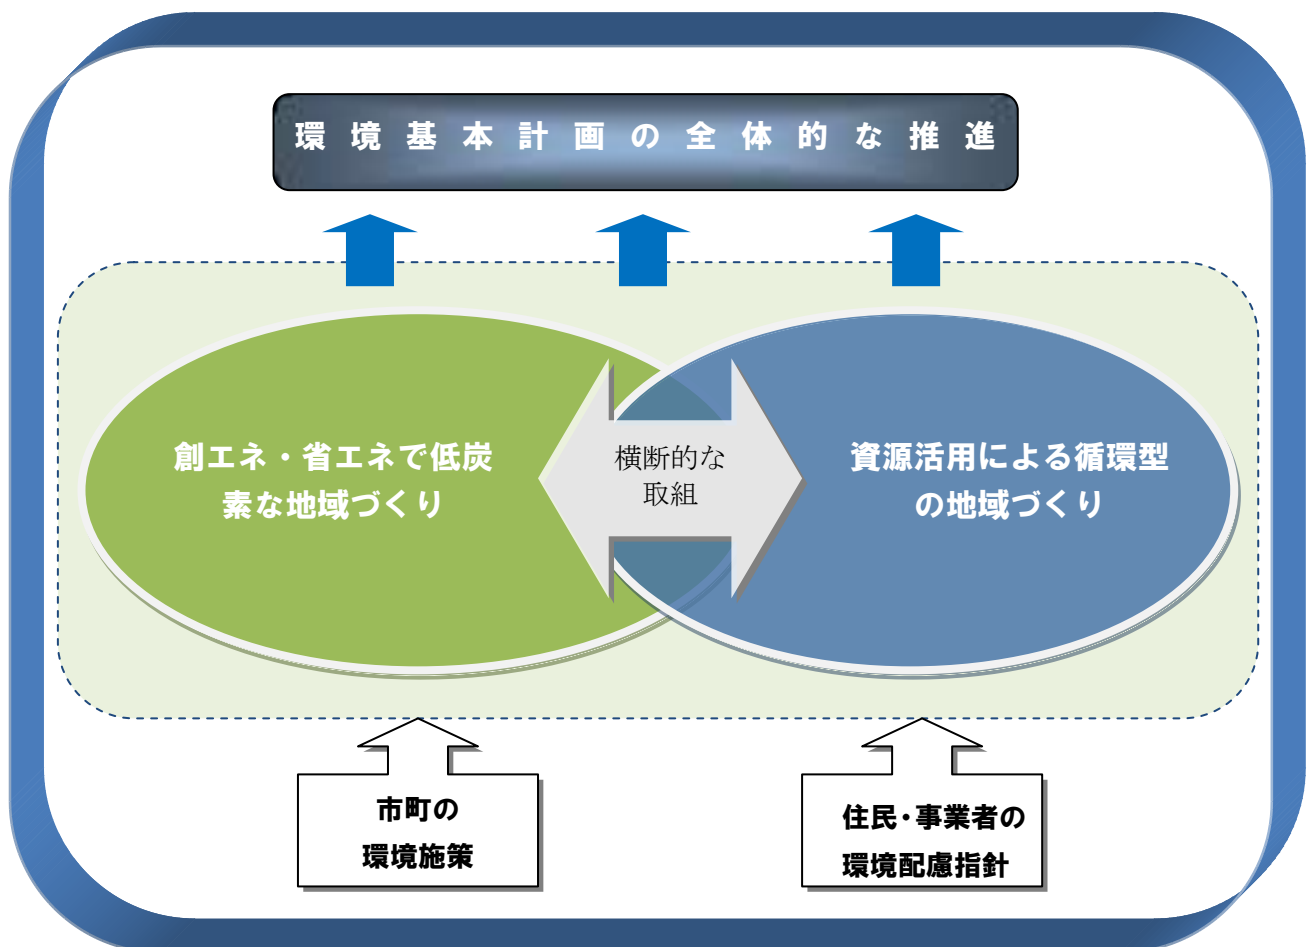 環境基本計画の全体的な推進
創エネ・省エネで低炭
素な地域づくり
横断的な
取組
資源活用による循環型
の地域づくり
市町の
環境施策
住民・事業者の
環境配慮指針